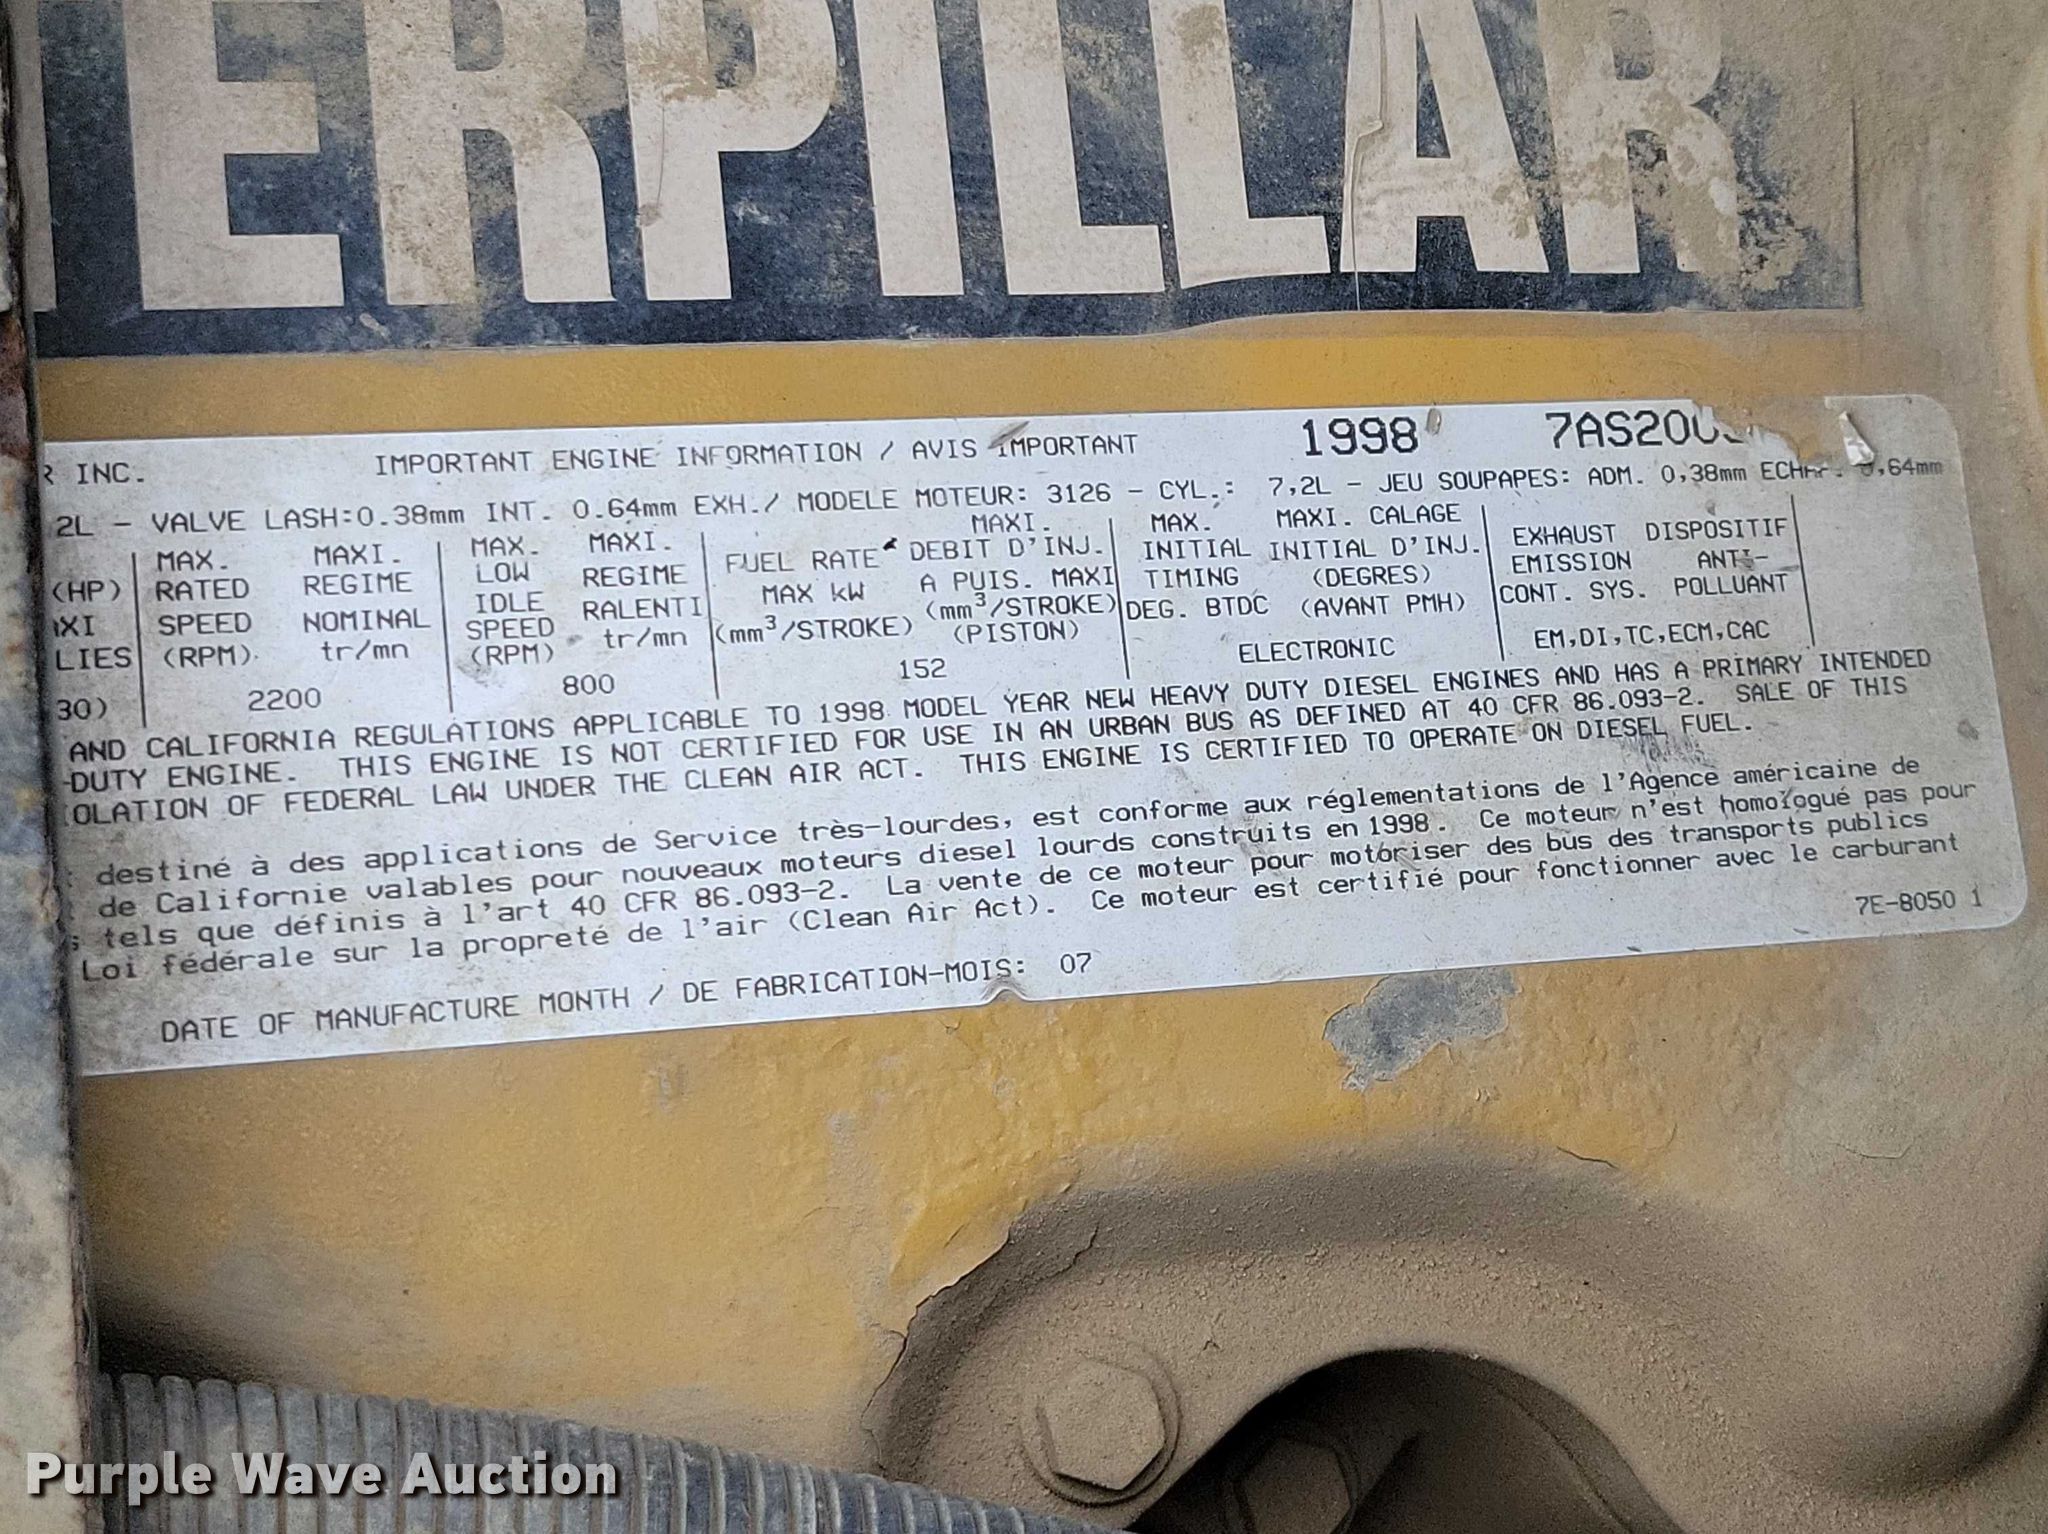 ERPILLAR
R INC. IMPORTANT ENGINE INFORMATION / AVIS IMPORTANT 1998
2L - VALVE LASH:0.38mm INT. 0.64mm EXH./ MODELE MOTEUR: 3126 - CYL.: 7,2L - JEU SOUPAPES: ADM. 0,38mm 0,64mm
(HP)
AXI
LIES
30)
MAX. MAXI.
RATED REGIME
SPEED NOMINAL
(RPM) tr/mn
2200
MAX. MAXI.
LOW REGIME
IDLE RALENTI
SPEED tr/mn
(RPM)
800
MAXI.
FUEL RATE DEBIT D'INJ.
MAX kW A PUIS. MAXI
(mm³/STROKE) (mm³/STROKE)
(PISTON)
152
MAX. MAXI. CALAGE
INITIAL INITIAL D'INJ.
TIMING (DEGRES)
DEG. BTDC (AVANT PMH)
ELECTRONIC
EXHAUST DISPOSITIF
EMISSION ANTI-
CONT. SYS. POLLUANT
EM,DI,TC,ECM,CAC
AND CALIFORNIA REGULATIONS APPLICABLE TO 1998 MODEL YEAR NEW HEAVY DUTY DIESEL ENGINES AND HAS A PRIMARY INTENDED
-DUTY ENGINE. THIS ENGINE IS NOT CERTIFIED FOR USE IN AN URBAN BUS AS DEFINED AT 40 CFR 86.093-2. SALE OF THIS
IOLATION OF FEDERAL LAW UNDER THE CLEAN AIR ACT. THIS ENGINE IS CERTIFIED TO OPERATE ON DIESEL FUEL.
destiné à des applications de Service très-lourdes, est conforme aux réglementations de l'Agence américaine de
de Californie valables pour nouveaux moteurs diesel lourds construits en 1998. Ce moteur n'est homologué pas pour
s tels que définis à l'art 40 CFR 86.093-2. La vente de ce moteur pour motoriser des bus des transports publics
Loi fédérale sur la propreté de l'air (Clean Air Act). Ce moteur est certifié pour fonctionner avec le carburant
7E-8050 1
DATE OF MANUFACTURE MONTH / DE FABRICATION-MOIS: 07
Purple Wave Auction